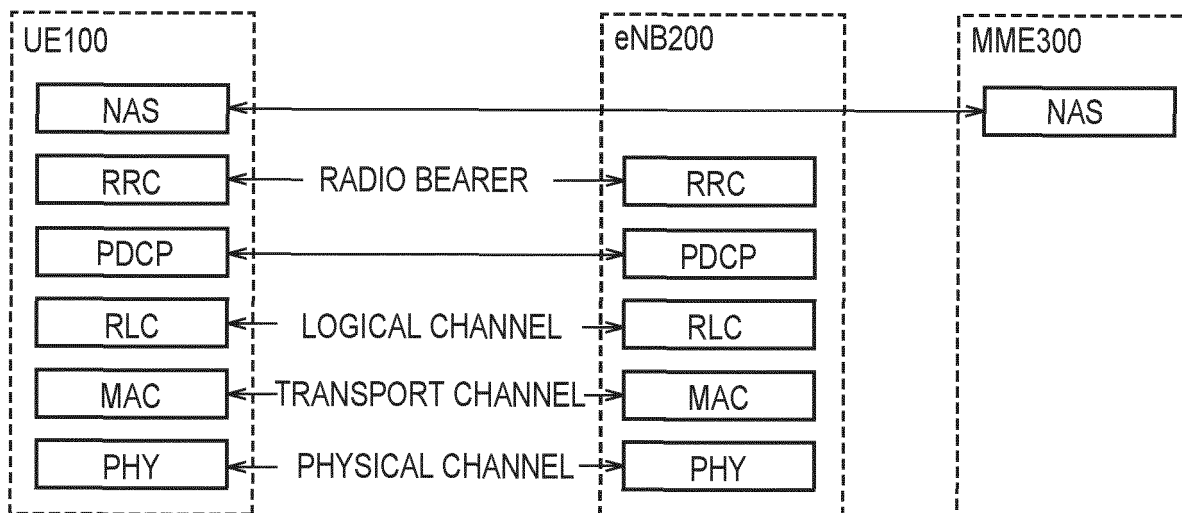 UE100 eNB200 MME300
NAS NAS
RRC RADIO BEARER RRC
PDCP PDCP
RLC LOGICAL CHANNEL RLC
MAC TRANSPORT CHANNEL MAC
PHY PHYSICAL CHANNEL PHY